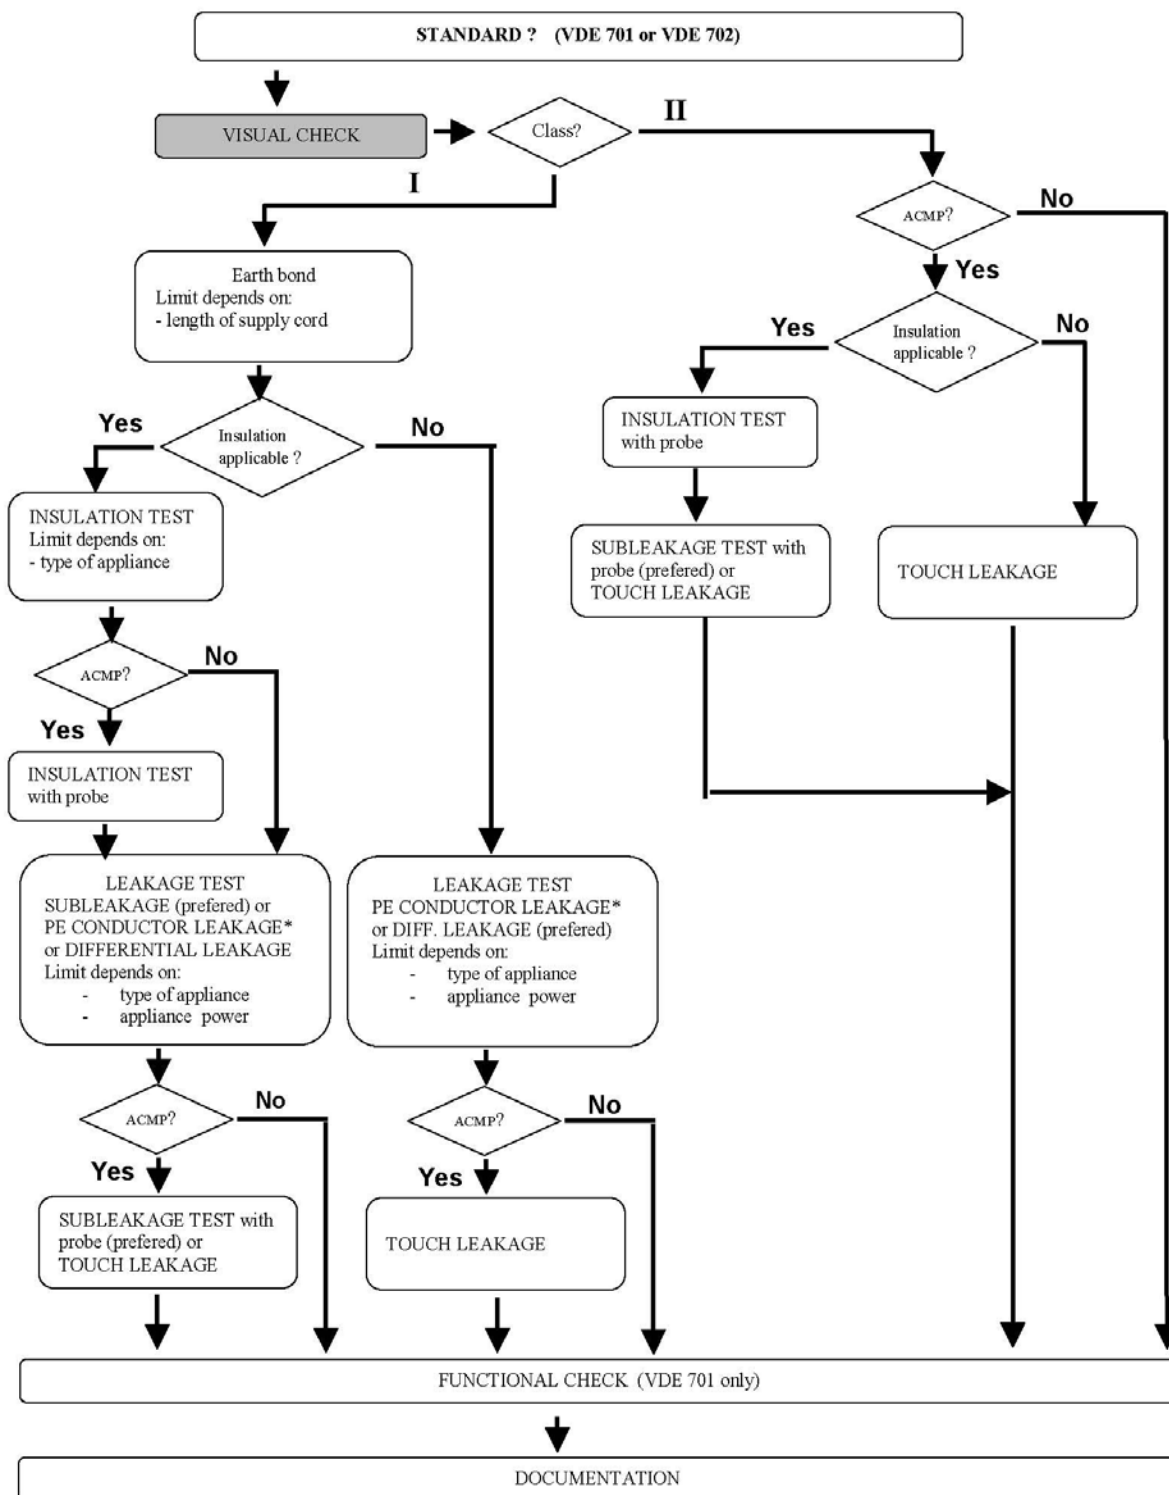 STANDARD ? (VDE 701 or VDE 702)
VISUAL CHECK
Class?
II
I
ACMP?
No
Yes
Earth bond
Limit depends on:
- length of supply cord
Insulation
applicable ?
Yes
No
INSULATION TEST
with probe
SUBLEAKAGE TEST with
probe (prefered) or
TOUCH LEAKAGE
TOUCH LEAKAGE
Insulation
applicable ?
Yes
No
INSULATION TEST
Limit depends on:
- type of appliance
ACMP?
No
Yes
INSULATION TEST
with probe
LEAKAGE TEST
SUBLEAKAGE (prefered) or
PE CONDUCTOR LEAKAGE*
or DIFFERENTIAL LEAKAGE
Limit depends on:
- type of appliance
- appliance power
LEAKAGE TEST
PE CONDUCTOR LEAKAGE*
or DIFF. LEAKAGE (prefered)
Limit depends on:
- type of appliance
- appliance power
ACMP?
No
Yes
SUBLEAKAGE TEST with
probe (prefered) or
TOUCH LEAKAGE
ACMP?
No
Yes
TOUCH LEAKAGE
FUNCTIONAL CHECK (VDE 701 only)
DOCUMENTATION